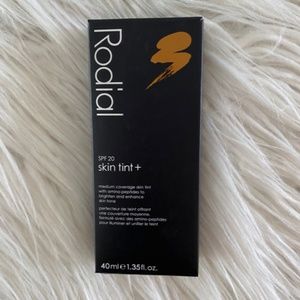 Rodial
SPF 20
skin tint+
medium coverage skin tint
with amino-peptides to
brighten and enhance
skin tone
perfecteur de teint offrant
une couverture moyenne,
formulé avec des amino-peptides
pour illuminer et unifier le teint
40ml ℮ 1.35fl.oz.